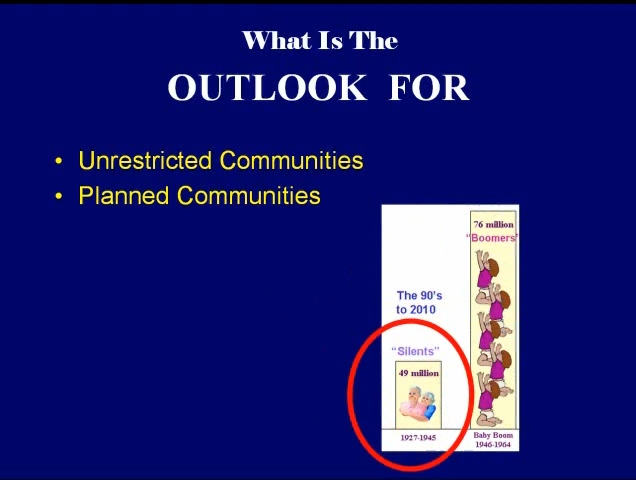 What Is The
OUTLOOK FOR
• Unrestricted Communities
• Planned Communities
76 million
"Boomers"
The 90's
to 2010
"Silents"
49 million
1927-1945
Baby Boom
1946-1964